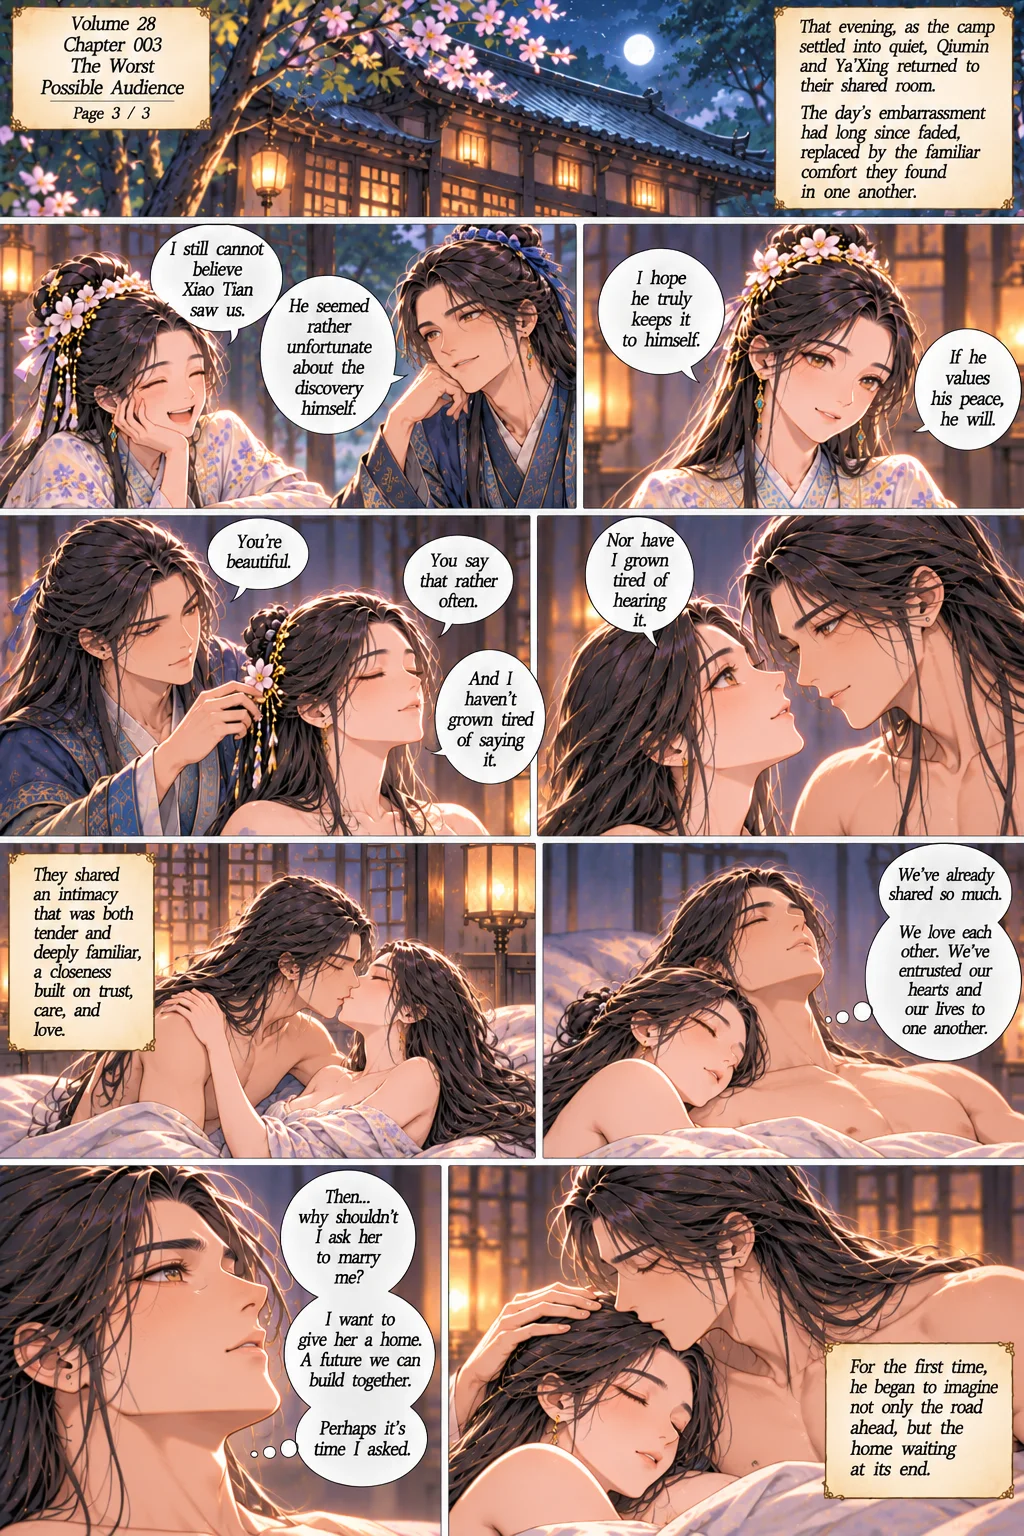 Volume 28
Chapter 003
The Worst
Possible Audience
Page 3 / 3
That evening, as the camp
settled into quiet, Qiumin
and Ya'Xing returned to
their shared room.
The day's embarrassment
had long since faded,
replaced by the familiar
comfort they found
in one another.
I still cannot
believe
Xiao Tian
saw us.
He seemed
rather
unfortunate
about the
discovery
himself.
I hope
he truly
keeps it
to himself.
If he
values
his peace,
he will.
You're
beautiful.
You say
that rather
often.
And I
haven't
grown tired
of saying
it.
Nor have
I grown
tired of
hearing
it.
They shared
an intimacy
that was both
tender and
deeply familiar,
a closeness
built on trust,
care, and
love.
We've already
shared so much.
We love each
other. We've
entrusted our
hearts and
our lives to
one another.
Then...
why shouldn't
I ask her
to marry
me?
I want to
give her a home.
A future we can
build together.
Perhaps it's
time I asked.
For the first time,
he began to imagine
not only the road
ahead, but the
home waiting
at its end.